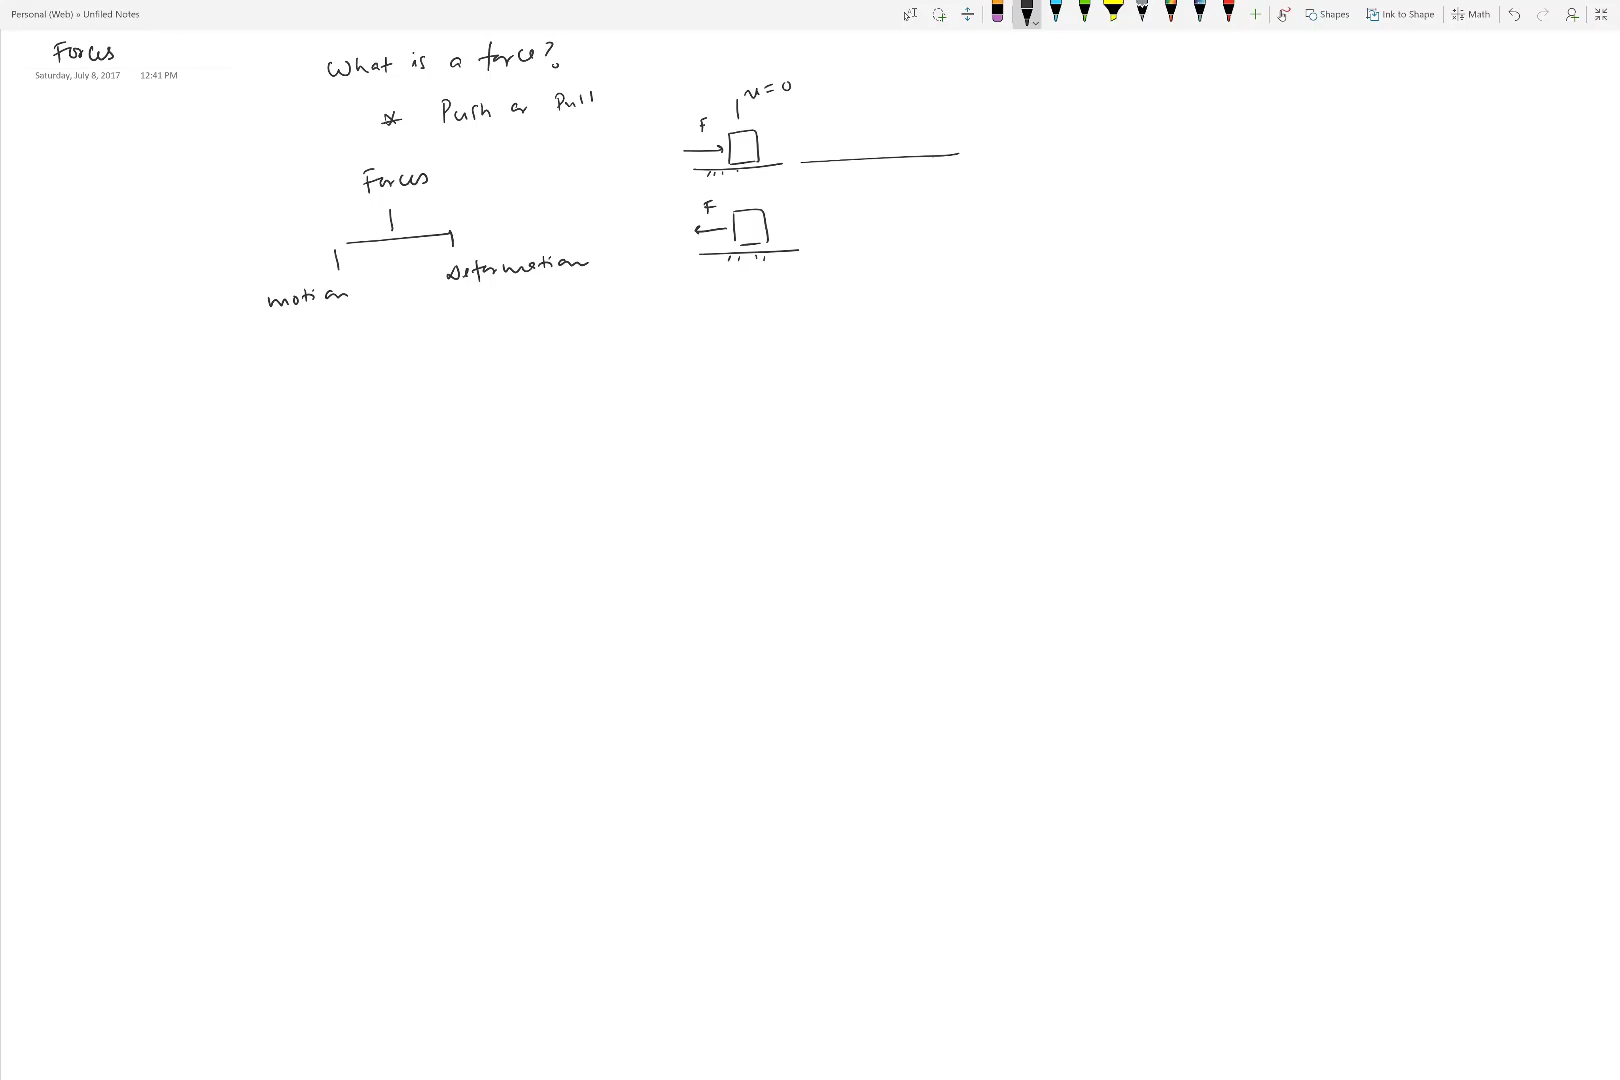 Personal (Web) » Unfiled Notes
Shapes
Ink to Shape
Math
Forces
Saturday, July 8, 2017 12:41 PM
What is a force?
* Push or Pull
Forces
motion
Deformation
u = 0
F
F